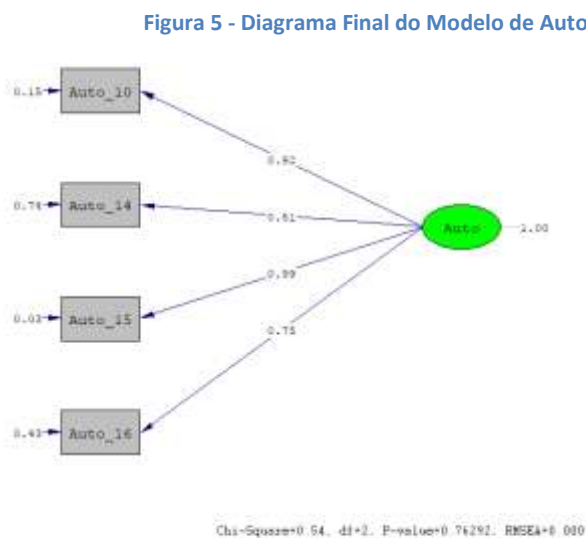 Figura 5 - Diagrama Final do Modelo de Auto
0.15 Auto_10
0.92
0.74 Auto_14
0.51
Auto 1.00
0.99
0.03 Auto_15
0.75
0.43 Auto_16
Chi-Square=0.54, df=2, P-value=0.76292, RMSEA=0.000